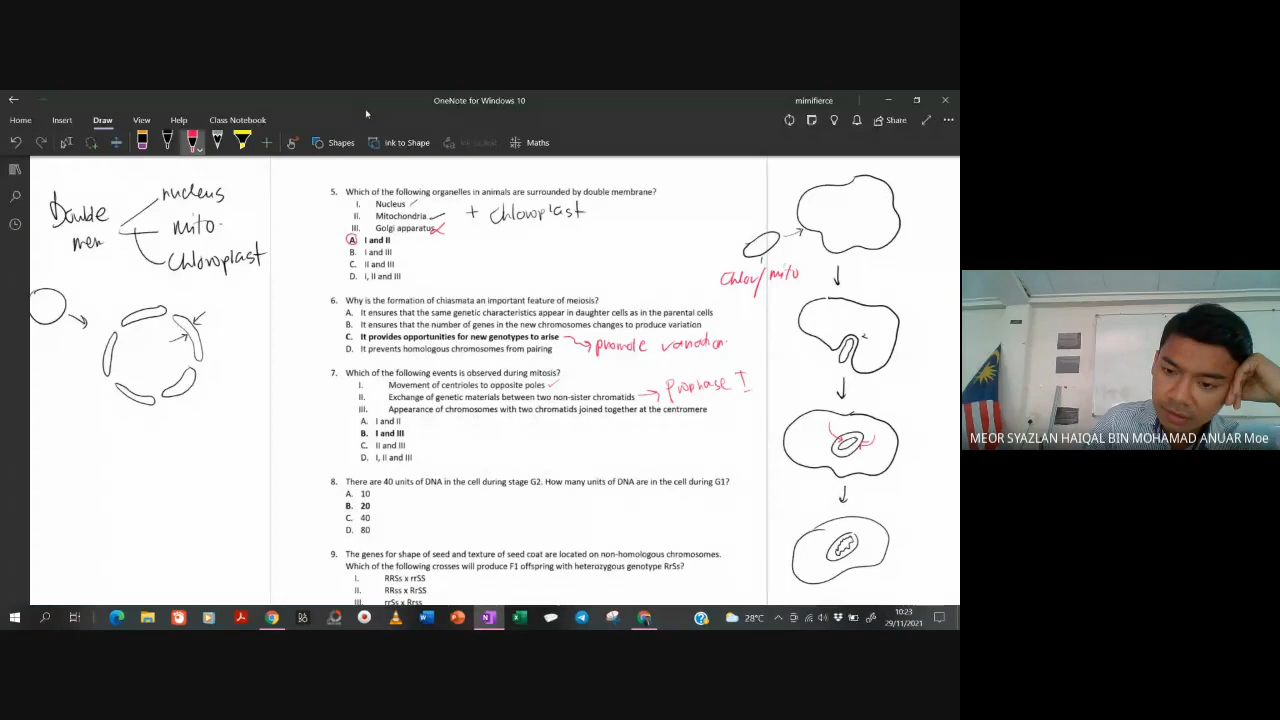 OneNote for Windows 10
mimifierce
Home Insert Draw View Help Class Notebook
Share
Shapes Ink to Shape Maths
Double mem
nucleus
mito
chloroplast
5. Which of the following organelles in animals are surrounded by double membrane?
I. Nucleus
II. Mitochondria
III. Golgi apparatus
+ chloroplast
A I and II
B. I and III
C. II and III
D. I, II and III
Chlor/mito
6. Why is the formation of chiasmata an important feature of meiosis?
A. It ensures that the same genetic characteristics appear in daughter cells as in the parental cells
B. It ensures that the number of genes in the new chromosomes changes to produce variation
C. It provides opportunities for new genotypes to arise
promote variation
D. It prevents homologous chromosomes from pairing
7. Which of the following events is observed during mitosis?
I. Movement of centrioles to opposite poles
II. Exchange of genetic materials between two non-sister chromatids
prophase I
III. Appearance of chromosomes with two chromatids joined together at the centromere
A. I and II
B. I and III
C. II and III
D. I, II and III
8. There are 40 units of DNA in the cell during stage G2. How many units of DNA are in the cell during G1?
A. 10
B. 20
C. 40
D. 80
9. The genes for shape of seed and texture of seed coat are located on non-homologous chromosomes.
Which of the following crosses will produce F1 offspring with heterozygous genotype RrSs?
I. RRSs x rrSS
II. RRss x RrSS
III. rrSs x Rrss
MEOR SYAZLAN HAIQAL BIN MOHAMAD ANUAR Moe
28°C
10:23
29/11/2021